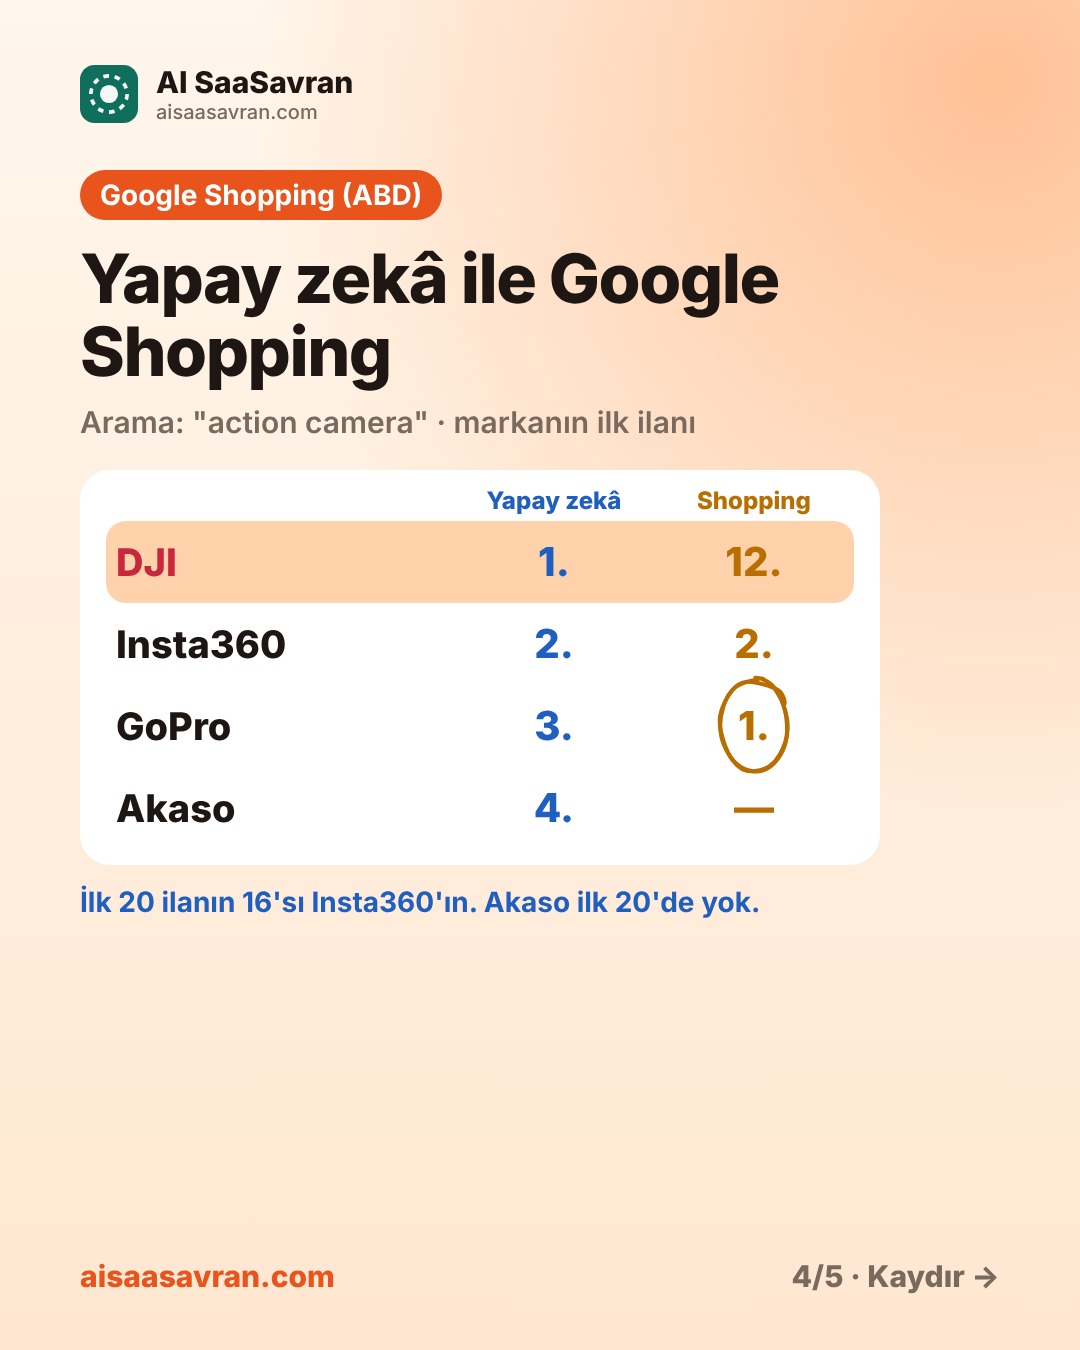 AI SaaSavran
aisaasavran.com
Google Shopping (ABD)
Yapay zekâ ile Google
Shopping
Arama: "action camera" · markanın ilk ilanı
Yapay zekâ Shopping
DJI 1. 12.
Insta360 2. 2.
GoPro 3. 1.
Akaso 4. —
İlk 20 ilanın 16'sı Insta360'ın. Akaso ilk 20'de yok.
aisaasavran.com 4/5 · Kaydır →